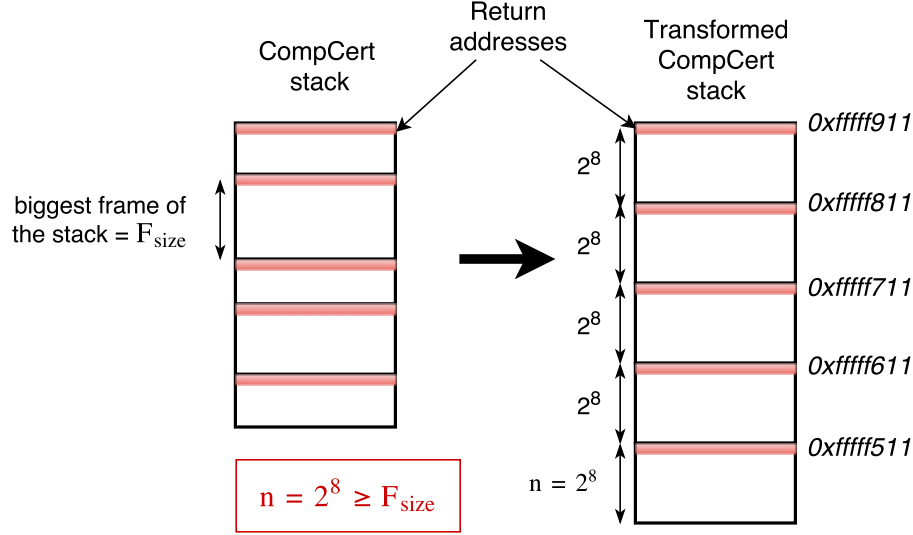 Return
addresses
CompCert
stack
Transformed
CompCert
stack
biggest frame of
the stack = F_size
0xfffff911
2^8
0xfffff811
2^8
0xfffff711
2^8
0xfffff611
2^8
0xfffff511
n = 2^8
n = 2^8 ≥ F_size